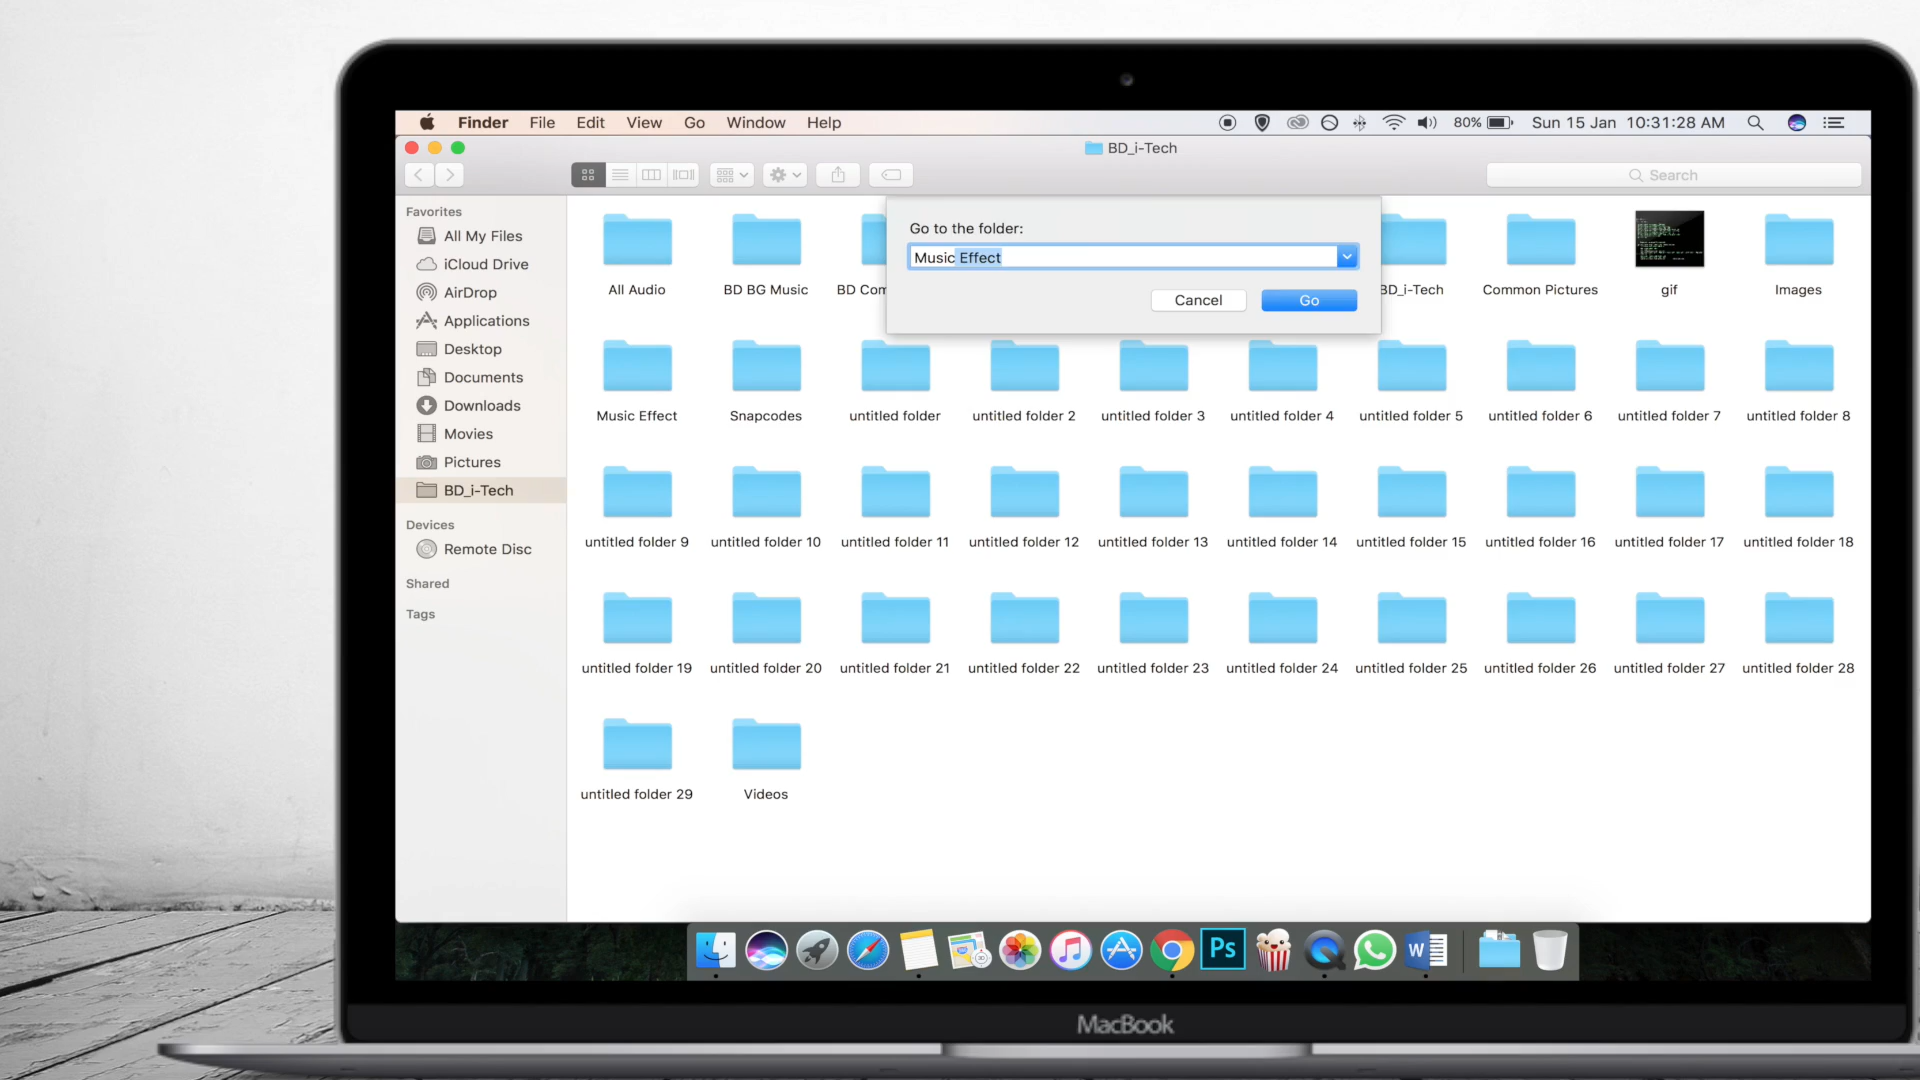 Finder File Edit View Go Window Help 80% Sun 15 Jan 10:31:28 AM
BD_i-Tech
Search
Favorites
All My Files
iCloud Drive
AirDrop
Applications
Desktop
Documents
Downloads
Movies
Pictures
BD_i-Tech
Devices
Remote Disc
Shared
Tags
Go to the folder:
Music Effect
Cancel Go
All Audio BD BG Music BD Com BD_i-Tech Common Pictures gif Images
Music Effect Snapcodes untitled folder untitled folder 2 untitled folder 3 untitled folder 4 untitled folder 5 untitled folder 6 untitled folder 7 untitled folder 8
untitled folder 9 untitled folder 10 untitled folder 11 untitled folder 12 untitled folder 13 untitled folder 14 untitled folder 15 untitled folder 16 untitled folder 17 untitled folder 18
untitled folder 19 untitled folder 20 untitled folder 21 untitled folder 22 untitled folder 23 untitled folder 24 untitled folder 25 untitled folder 26 untitled folder 27 untitled folder 28
untitled folder 29 Videos
Ps W
MacBook